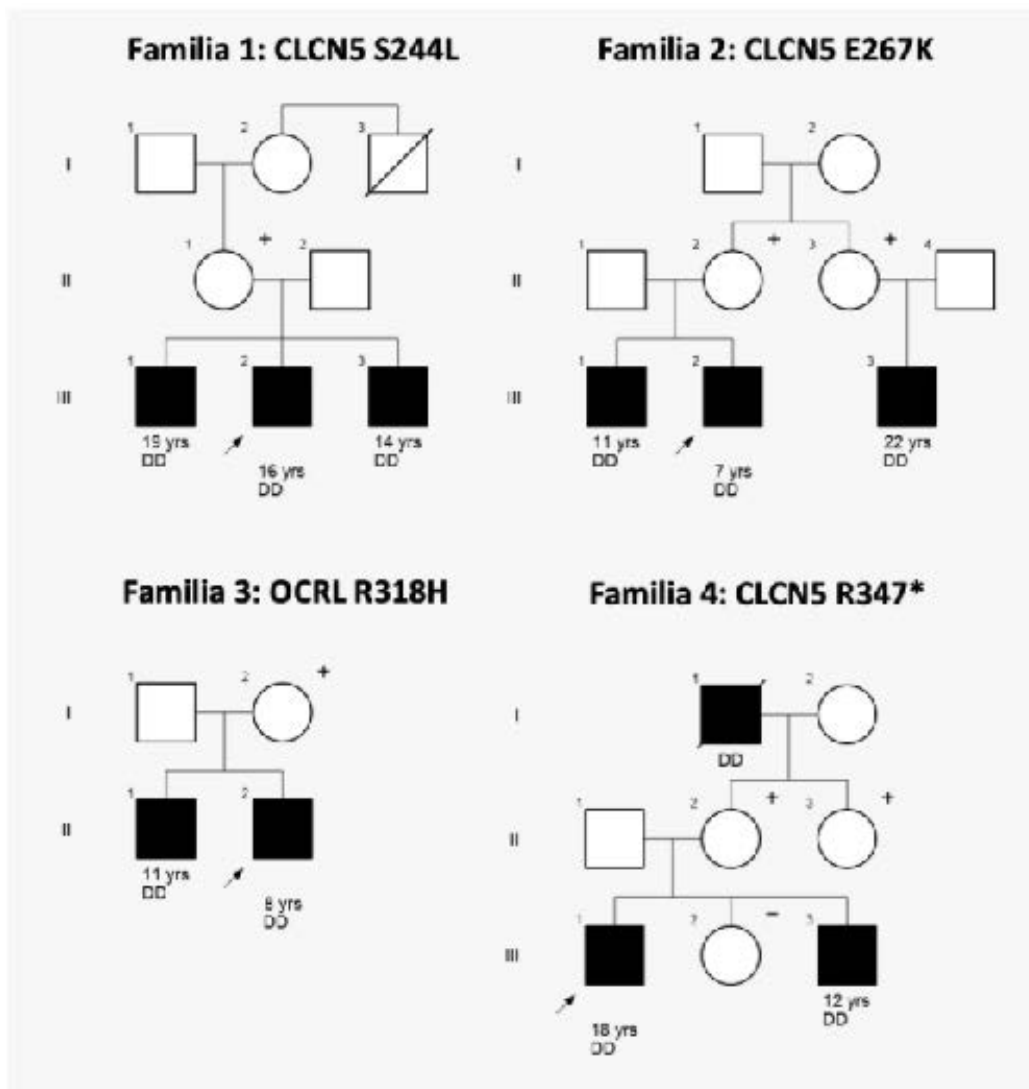 Familia 1: CLCN5 S244L
1 2 3
I
1 + 2
II
1 2 3
III
19 yrs
DD
16 yrs
DD
14 yrs
DD
Familia 2: CLCN5 E267K
1 2
I
1 2 + 3 + 4
II
1 2 3
III
11 yrs
DD
7 yrs
DD
22 yrs
DD
Familia 3: OCRL R318H
1 2 +
I
1 2
II
11 yrs
DD
8 yrs
DD
Familia 4: CLCN5 R347*
1 2
I
DD
1 2 + 3 +
II
1 2 - 3
III
18 yrs
DD
12 yrs
DD